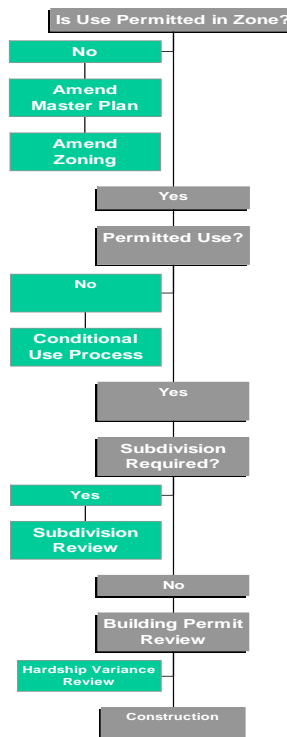 Is Use Permitted in Zone?
No
Amend
Master Plan
Amend
Zoning
Yes
Permitted Use?
No
Conditional
Use Process
Yes
Subdivision
Required?
Yes
Subdivision
Review
No
Building Permit
Review
Hardship Variance
Review
Construction